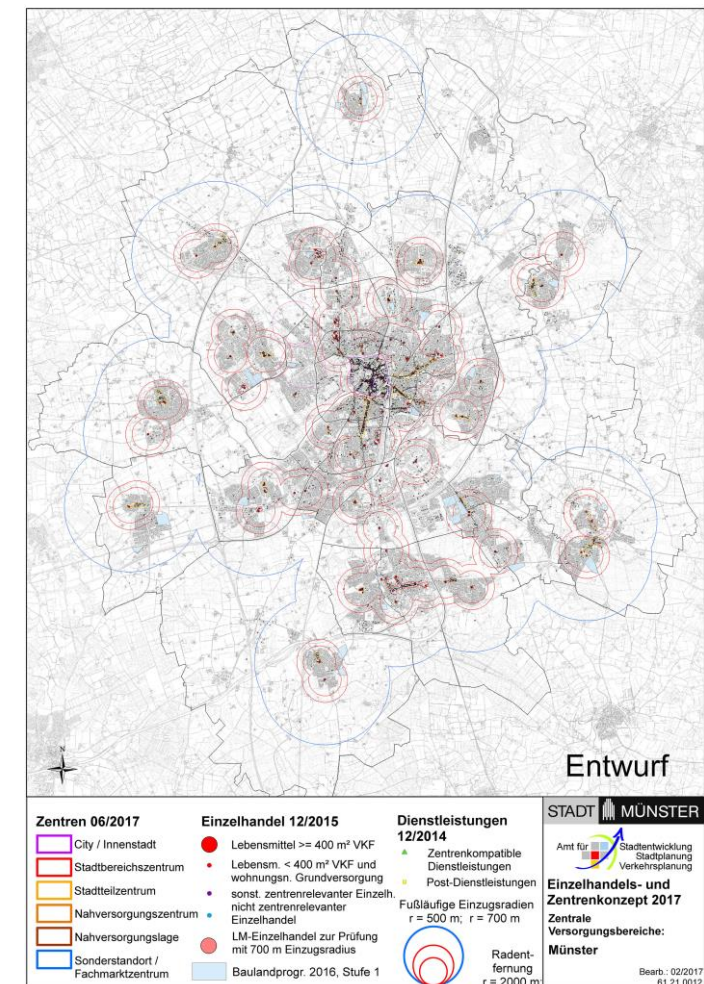 N
Entwurf
Zentren 06/2017
City / Innenstadt
Stadtbereichszentrum
Stadtteilzentrum
Nahversorgungszentrum
Nahversorgungslage
Sonderstandort /
Fachmarktzentrum
Einzelhandel 12/2015
Lebensmittel >= 400 m² VKF
Lebensm. < 400 m² VKF und
wohnungsn. Grundversorgung
sonst. zentrenrelevanter Einzelh.
nicht zentrenrelevanter
Einzelhandel
LM-Einzelhandel zur Prüfung
mit 700 m Einzugsradius
Baulandprogr. 2016, Stufe 1
Dienstleistungen
12/2014
Zentrenkompatible
Dienstleistungen
Post-Dienstleistungen
Fußläufige Einzugsradien
r = 500 m; r = 700 m
Radent-
fernung
r = 2000 m
STADT MÜNSTER
Amt für Stadtentwicklung
Stadtplanung
Verkehrsplanung
Einzelhandels- und
Zentrenkonzept 2017
Zentrale
Versorgungsbereiche:
Münster
Bearb.: 02/2017
61.21.0012